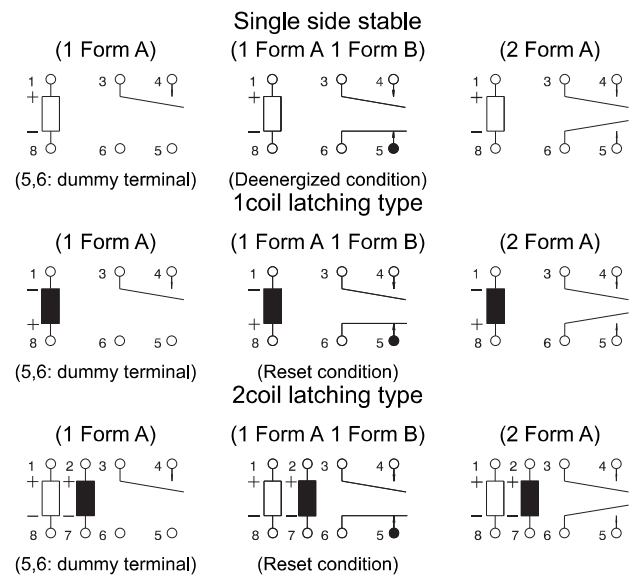 Single side stable
(1 Form A) (1 Form A 1 Form B) (2 Form A)
1 3 4 1 3 4 1 3 4
+ + +
– – –
8 6 5 8 6 5 8 6 5
(5,6: dummy terminal) (Deenergized condition)
1coil latching type
(1 Form A) (1 Form A 1 Form B) (2 Form A)
1 3 4 1 3 4 1 3 4
– – –
+ + +
8 6 5 8 6 5 8 6 5
(5,6: dummy terminal) (Reset condition)
2coil latching type
(1 Form A) (1 Form A 1 Form B) (2 Form A)
1 2 3 4 1 2 3 4 1 2 3 4
+ + + + + +
– – – – – –
8 7 6 5 8 7 6 5 8 7 6 5
(5,6: dummy terminal) (Reset condition)